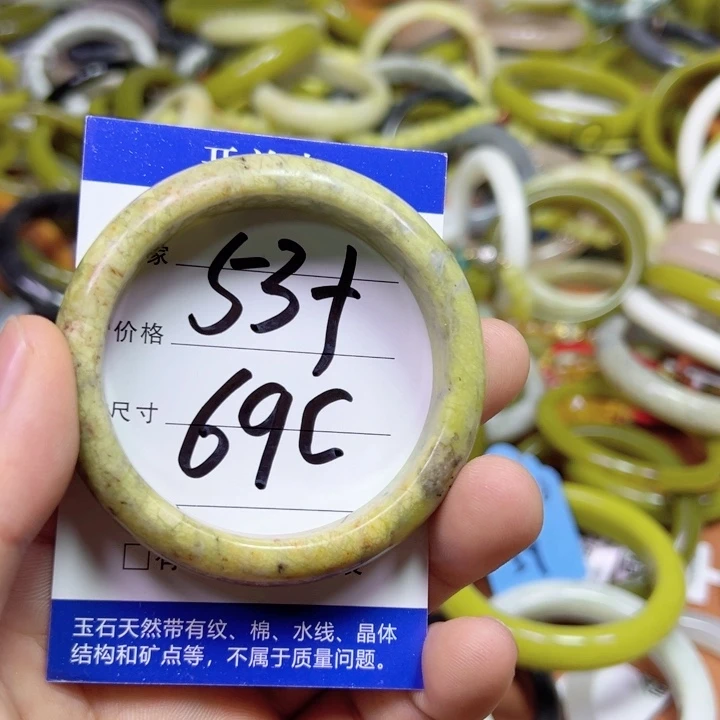 家
53+
价格
尺寸
69C
玉石天然带有纹、棉、水线、晶体
结构和矿点等，不属于质量问题。